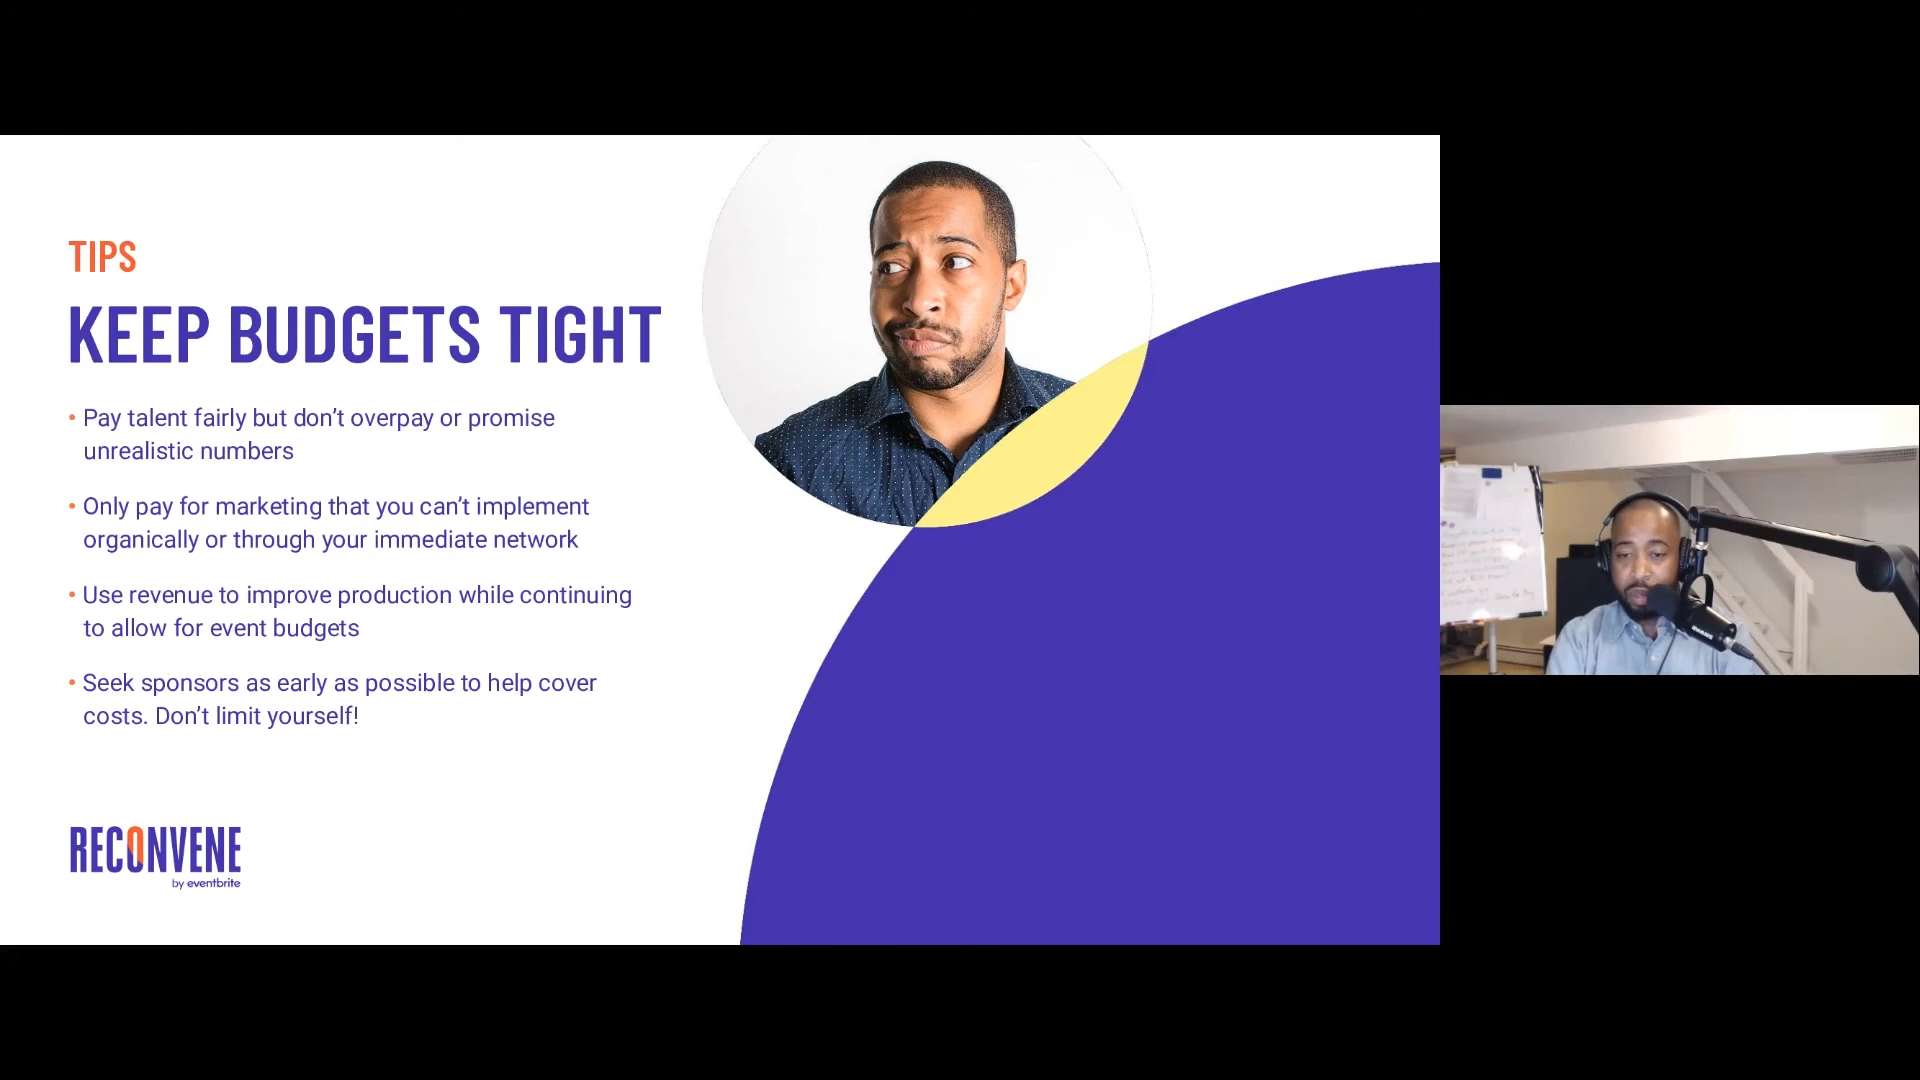 TIPS
KEEP BUDGETS TIGHT
• Pay talent fairly but don’t overpay or promise
unrealistic numbers
• Only pay for marketing that you can’t implement
organically or through your immediate network
• Use revenue to improve production while continuing
to allow for event budgets
• Seek sponsors as early as possible to help cover
costs. Don’t limit yourself!
RECONVENE
by eventbrite